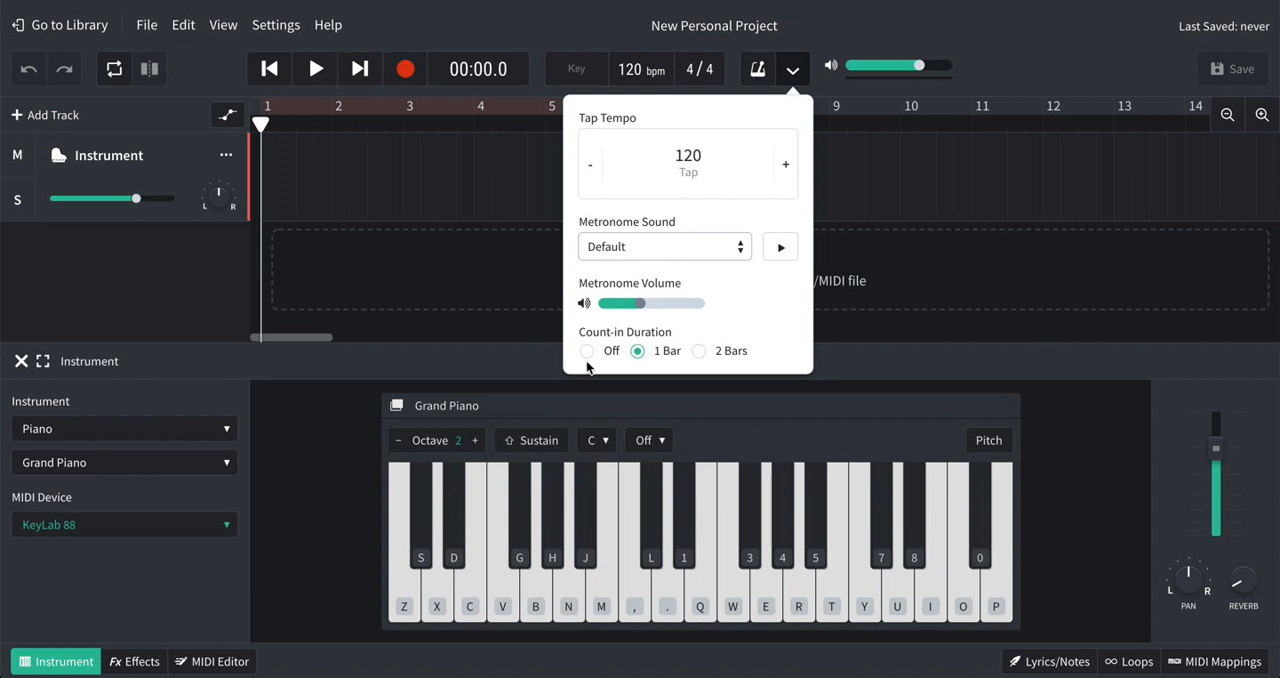 Go to Library File Edit View Settings Help New Personal Project Last Saved: never
00:00.0 Key 120 bpm 4 / 4 Save
+ Add Track 1 2 3 4 5 9 10 11 12 13 14
M Instrument ...
S L R
/MIDI file
Tap Tempo
- 120 +
Tap
Metronome Sound
Default
Metronome Volume
Count-in Duration
Off 1 Bar 2 Bars
Instrument
Instrument
Piano
Grand Piano
MIDI Device
KeyLab 88
Grand Piano
- Octave 2 + Sustain C Off Pitch
S D G H J L 1 3 4 5 7 8 0
Z X C V B N M , . Q W E R T Y U I O P
L R
PAN REVERB
Instrument Fx Effects MIDI Editor Lyrics/Notes Loops MIDI Mappings